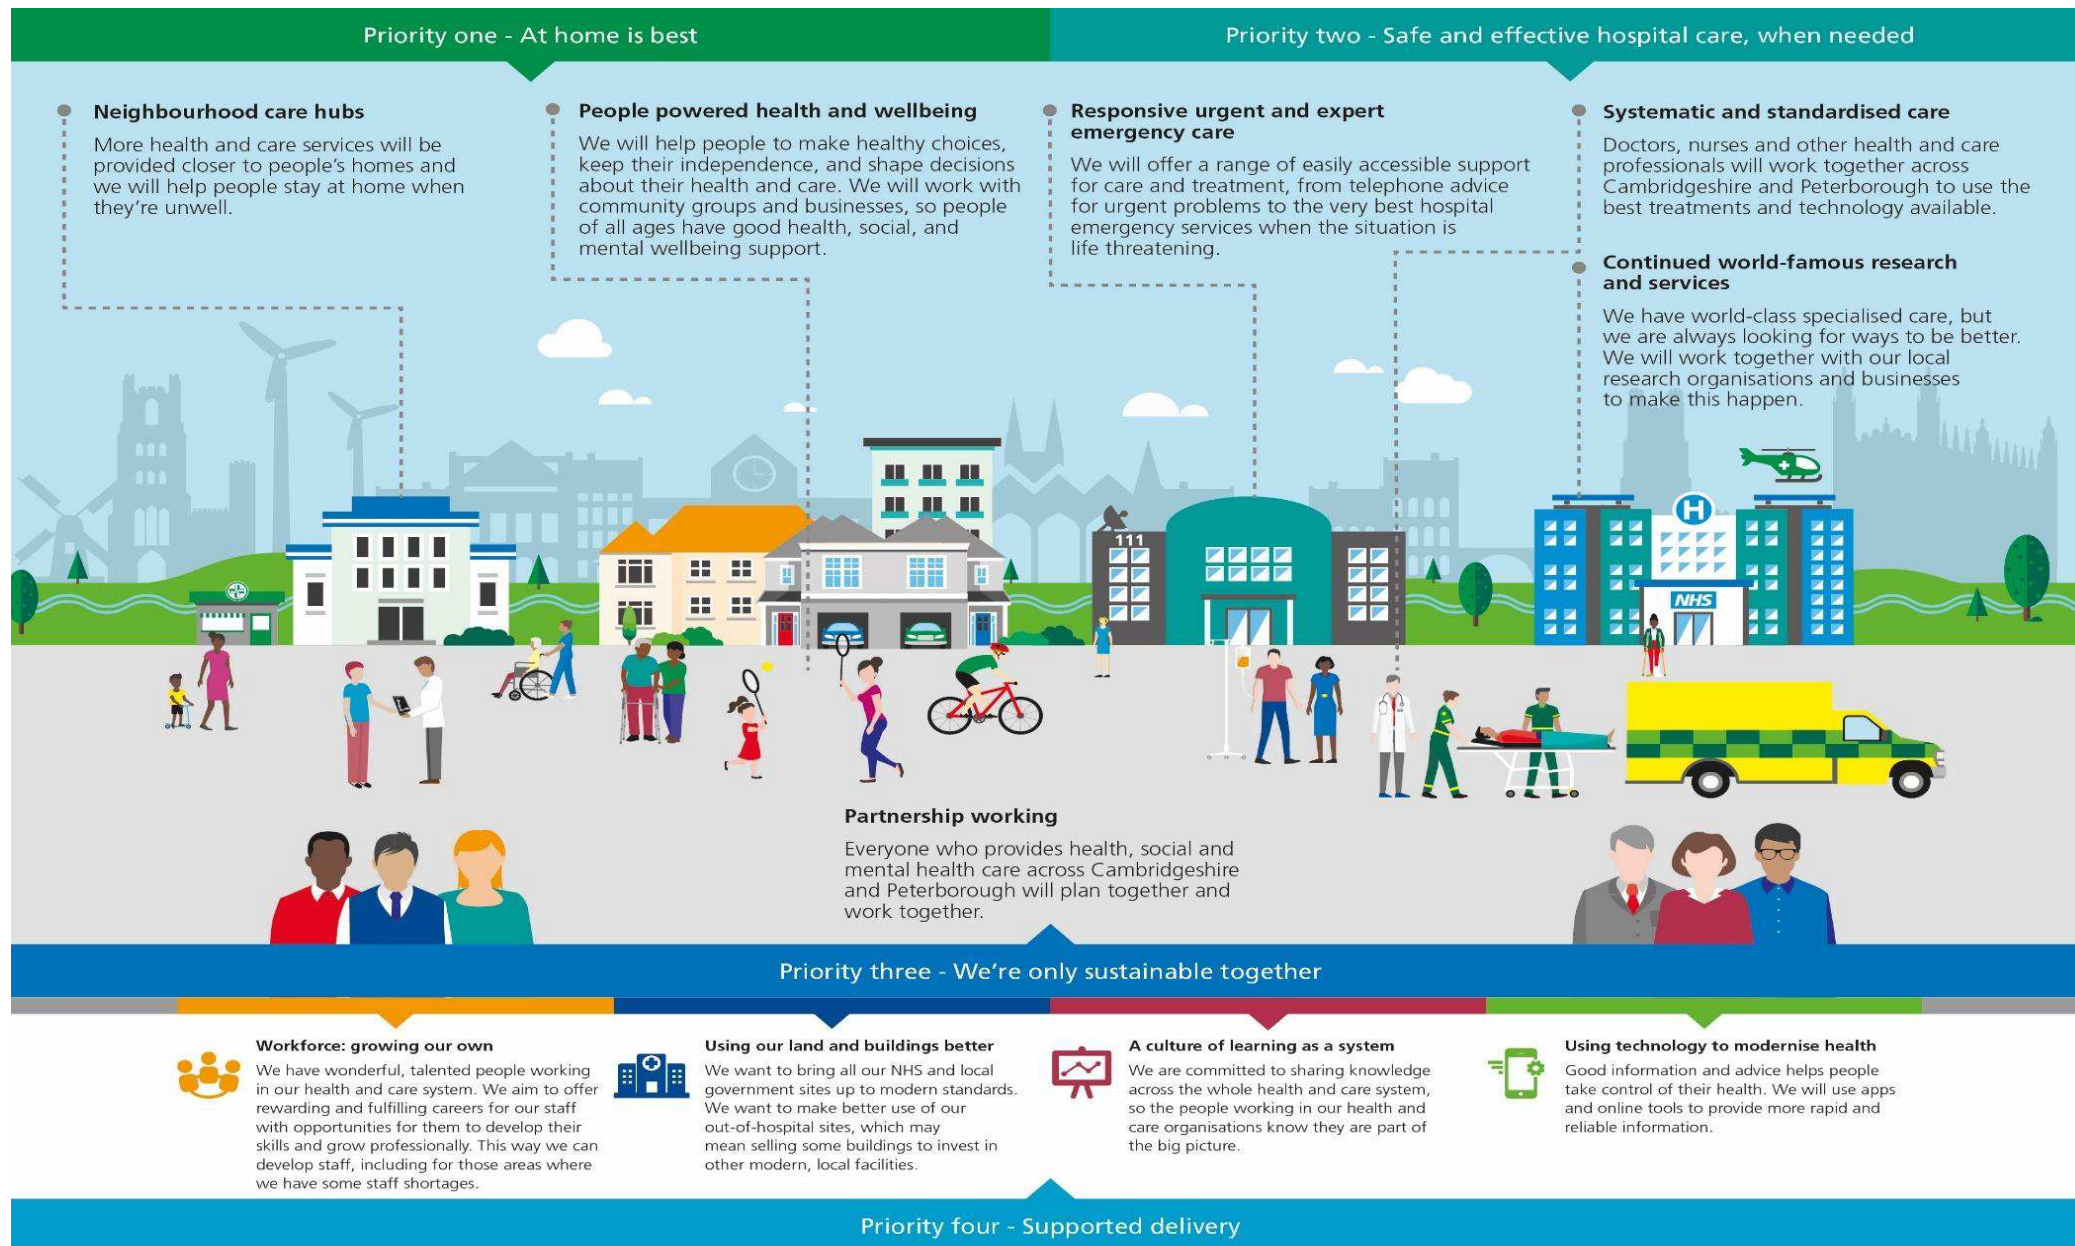 Priority one - At home is best
Priority two - Safe and effective hospital care, when needed
Neighbourhood care hubs
More health and care services will be
provided closer to people's homes and
we will help people stay at home when
they're unwell.
People powered health and wellbeing
We will help people to make healthy choices,
keep their independence, and shape decisions
about their health and care. We will work with
community groups and businesses, so people
of all ages have good health, social, and
mental wellbeing support.
Responsive urgent and expert
emergency care
We will offer a range of easily accessible support
for care and treatment, from telephone advice
for urgent problems to the very best hospital
emergency services when the situation is
life threatening.
Systematic and standardised care
Doctors, nurses and other health and care
professionals will work together across
Cambridgeshire and Peterborough to use the
best treatments and technology available.
Continued world-famous research
and services
We have world-class specialised care, but
we are always looking for ways to be better.
We will work together with our local
research organisations and businesses
to make this happen.
111
H
NHS
Partnership working
Everyone who provides health, social and
mental health care across Cambridgeshire
and Peterborough will plan together and
work together.
Priority three - We're only sustainable together
Workforce: growing our own
We have wonderful, talented people working
in our health and care system. We aim to offer
rewarding and fulfilling careers for our staff
with opportunities for them to develop their
skills and grow professionally. This way we can
develop staff, including for those areas where
we have some staff shortages.
Using our land and buildings better
We want to bring all our NHS and local
government sites up to modern standards.
We want to make better use of our
out-of-hospital sites, which may
mean selling some buildings to invest in
other modern, local facilities.
A culture of learning as a system
We are committed to sharing knowledge
across the whole health and care system,
so the people working in our health and
care organisations know they are part of
the big picture.
Using technology to modernise health
Good information and advice helps people
take control of their health. We will use apps
and online tools to provide more rapid and
reliable information.
Priority four - Supported delivery